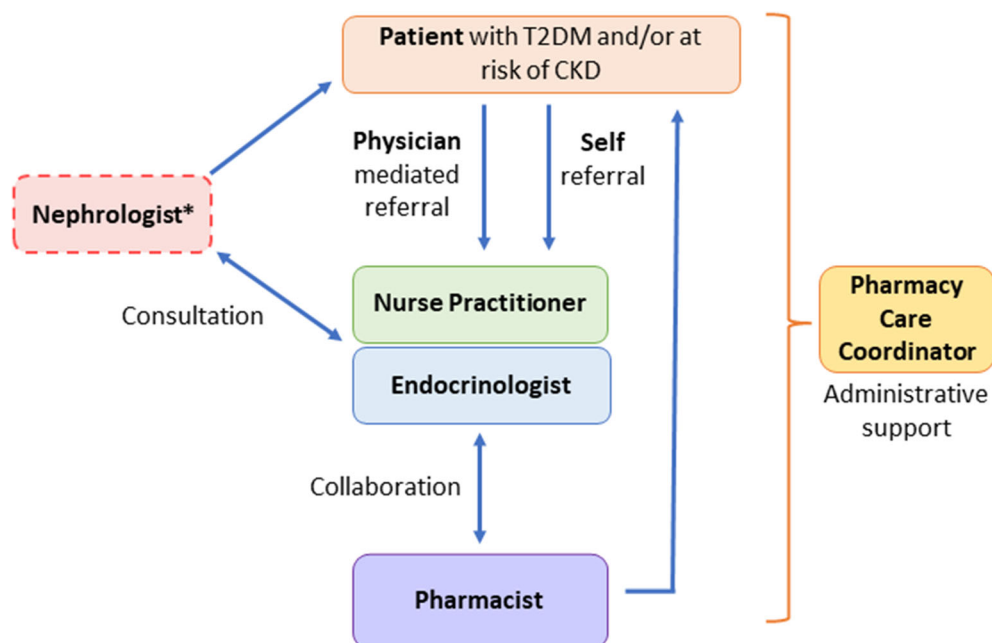 Patient with T2DM and/or at
risk of CKD
Physician
mediated
referral
Self
referral
Nephrologist*
Consultation
Nurse Practitioner
Endocrinologist
Collaboration
Pharmacist
Pharmacy
Care
Coordinator
Administrative
support